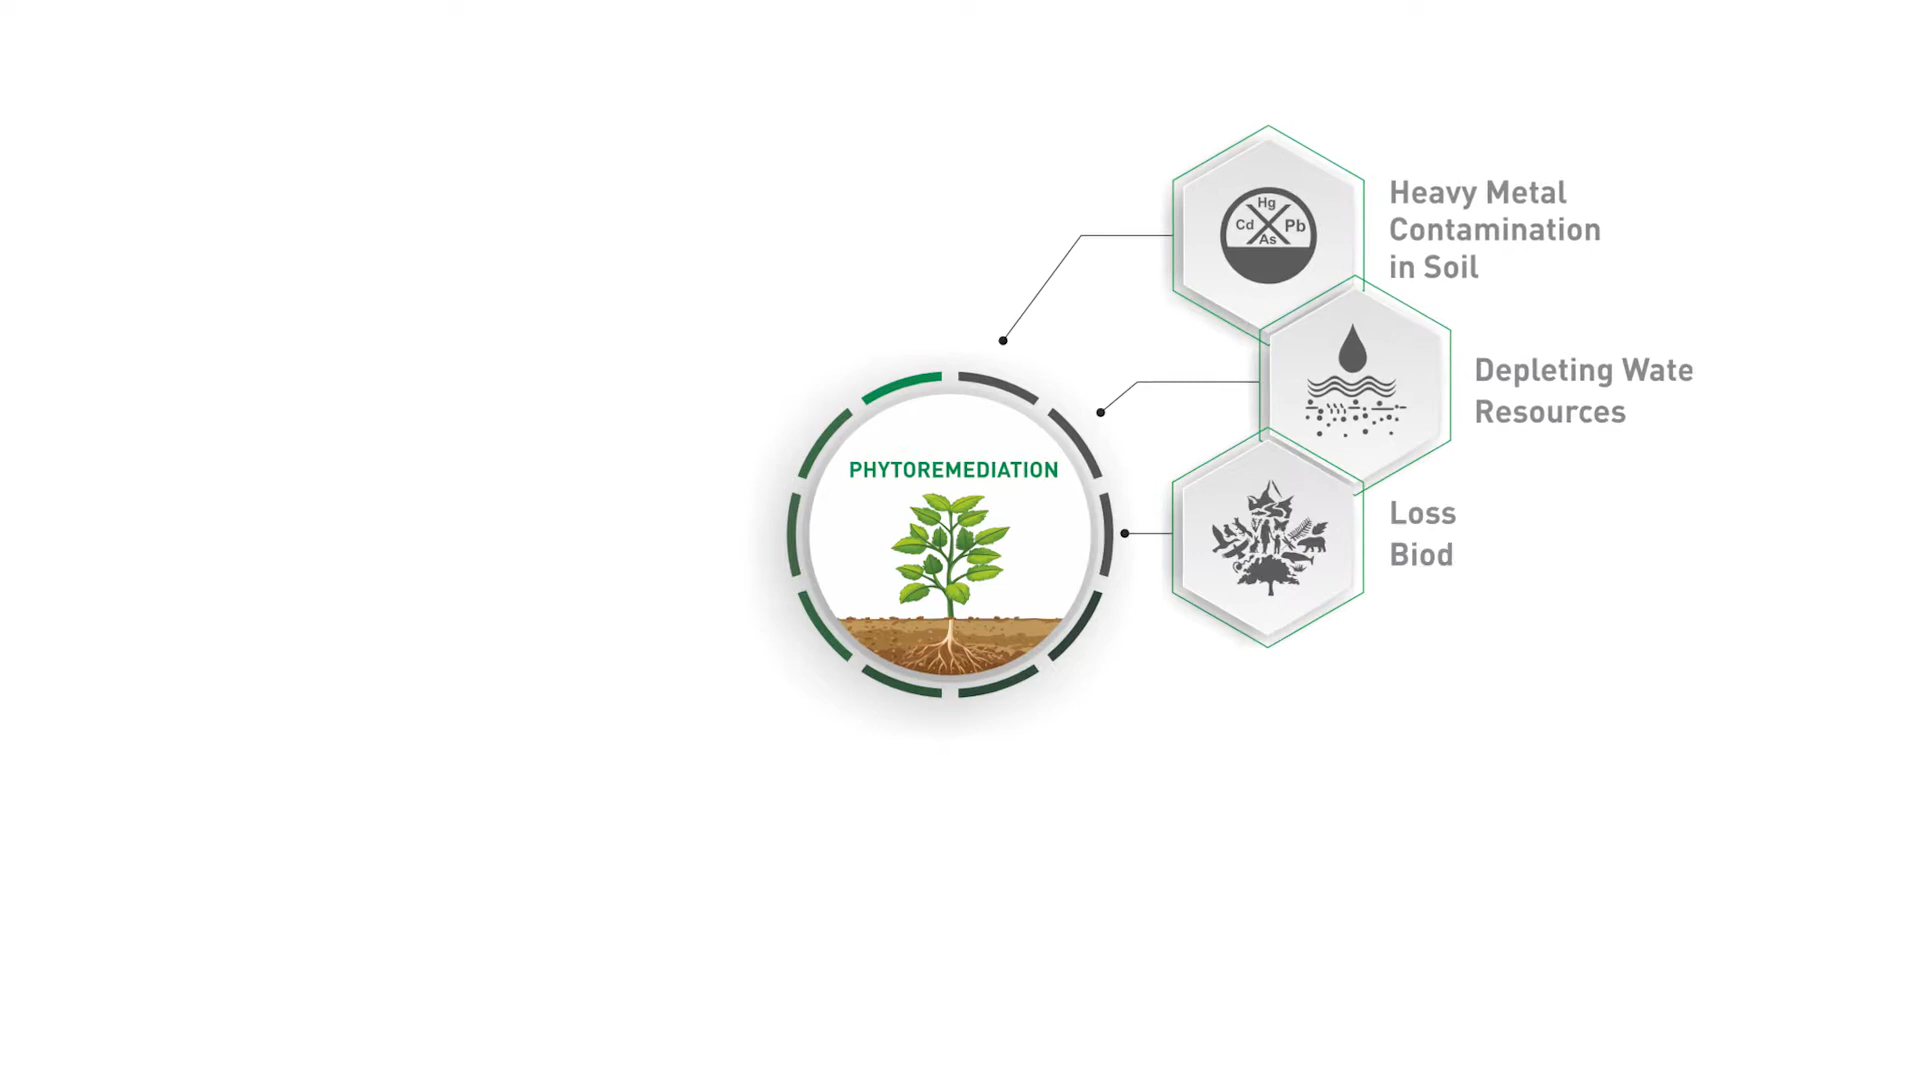 Hg
Cd Pb
As
Heavy Metal
Contamination
in Soil
Depleting Wate
Resources
PHYTOREMEDIATION
Loss
Biod